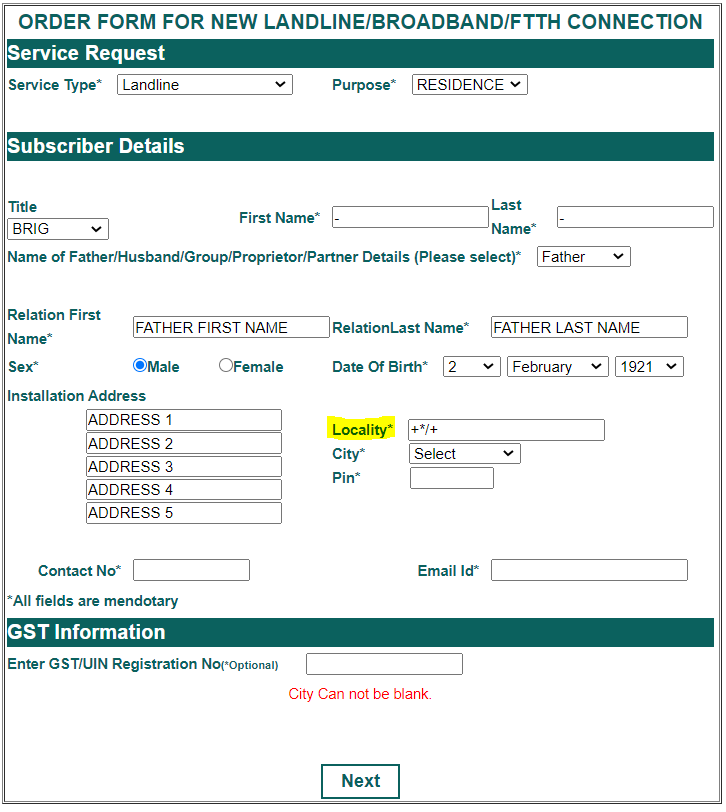 ORDER FORM FOR NEW LANDLINE/BROADBAND/FTTH CONNECTION
Service Request
Service Type* Landline Purpose* RESIDENCE
Subscriber Details
Title
BRIG
First Name* -
Last Name* -
Name of Father/Husband/Group/Proprietor/Partner Details (Please select)* Father
Relation First Name* FATHER FIRST NAME RelationLast Name* FATHER LAST NAME
Sex* Male Female Date Of Birth* 2 February 1921
Installation Address
ADDRESS 1
ADDRESS 2
ADDRESS 3
ADDRESS 4
ADDRESS 5
Locality* +*/+
City* Select
Pin*
Contact No* Email Id*
*All fields are mendotary
GST Information
Enter GST/UIN Registration No(*Optional)
City Can not be blank.
Next